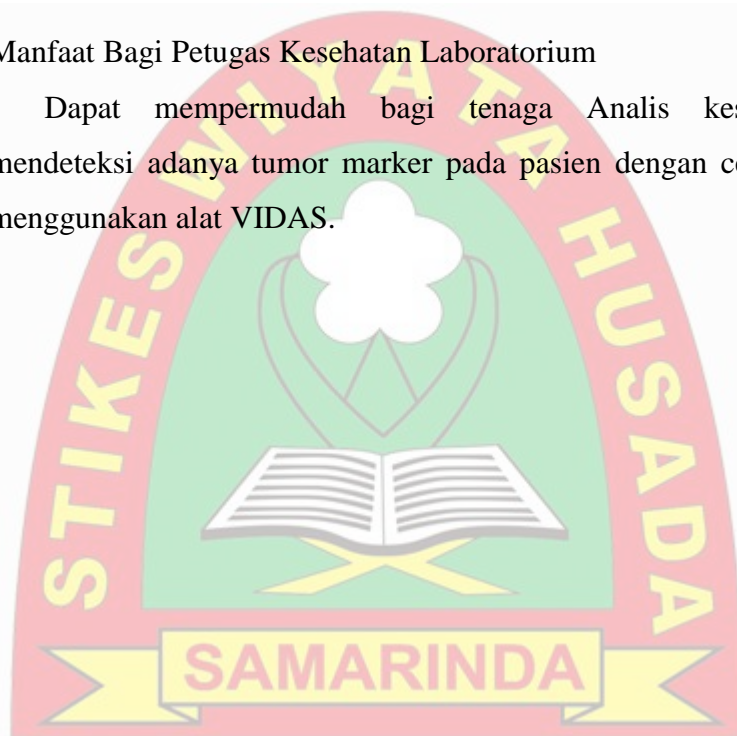 Manfaat Bagi Petugas Kesehatan Laboratorium
Dapat mempermudah bagi tenaga Analis
mendeteksi adanya tumor marker pada pasien dengan
menggunakan alat VIDAS.
STIKES WIYATA HUSADA
SAMARINDA